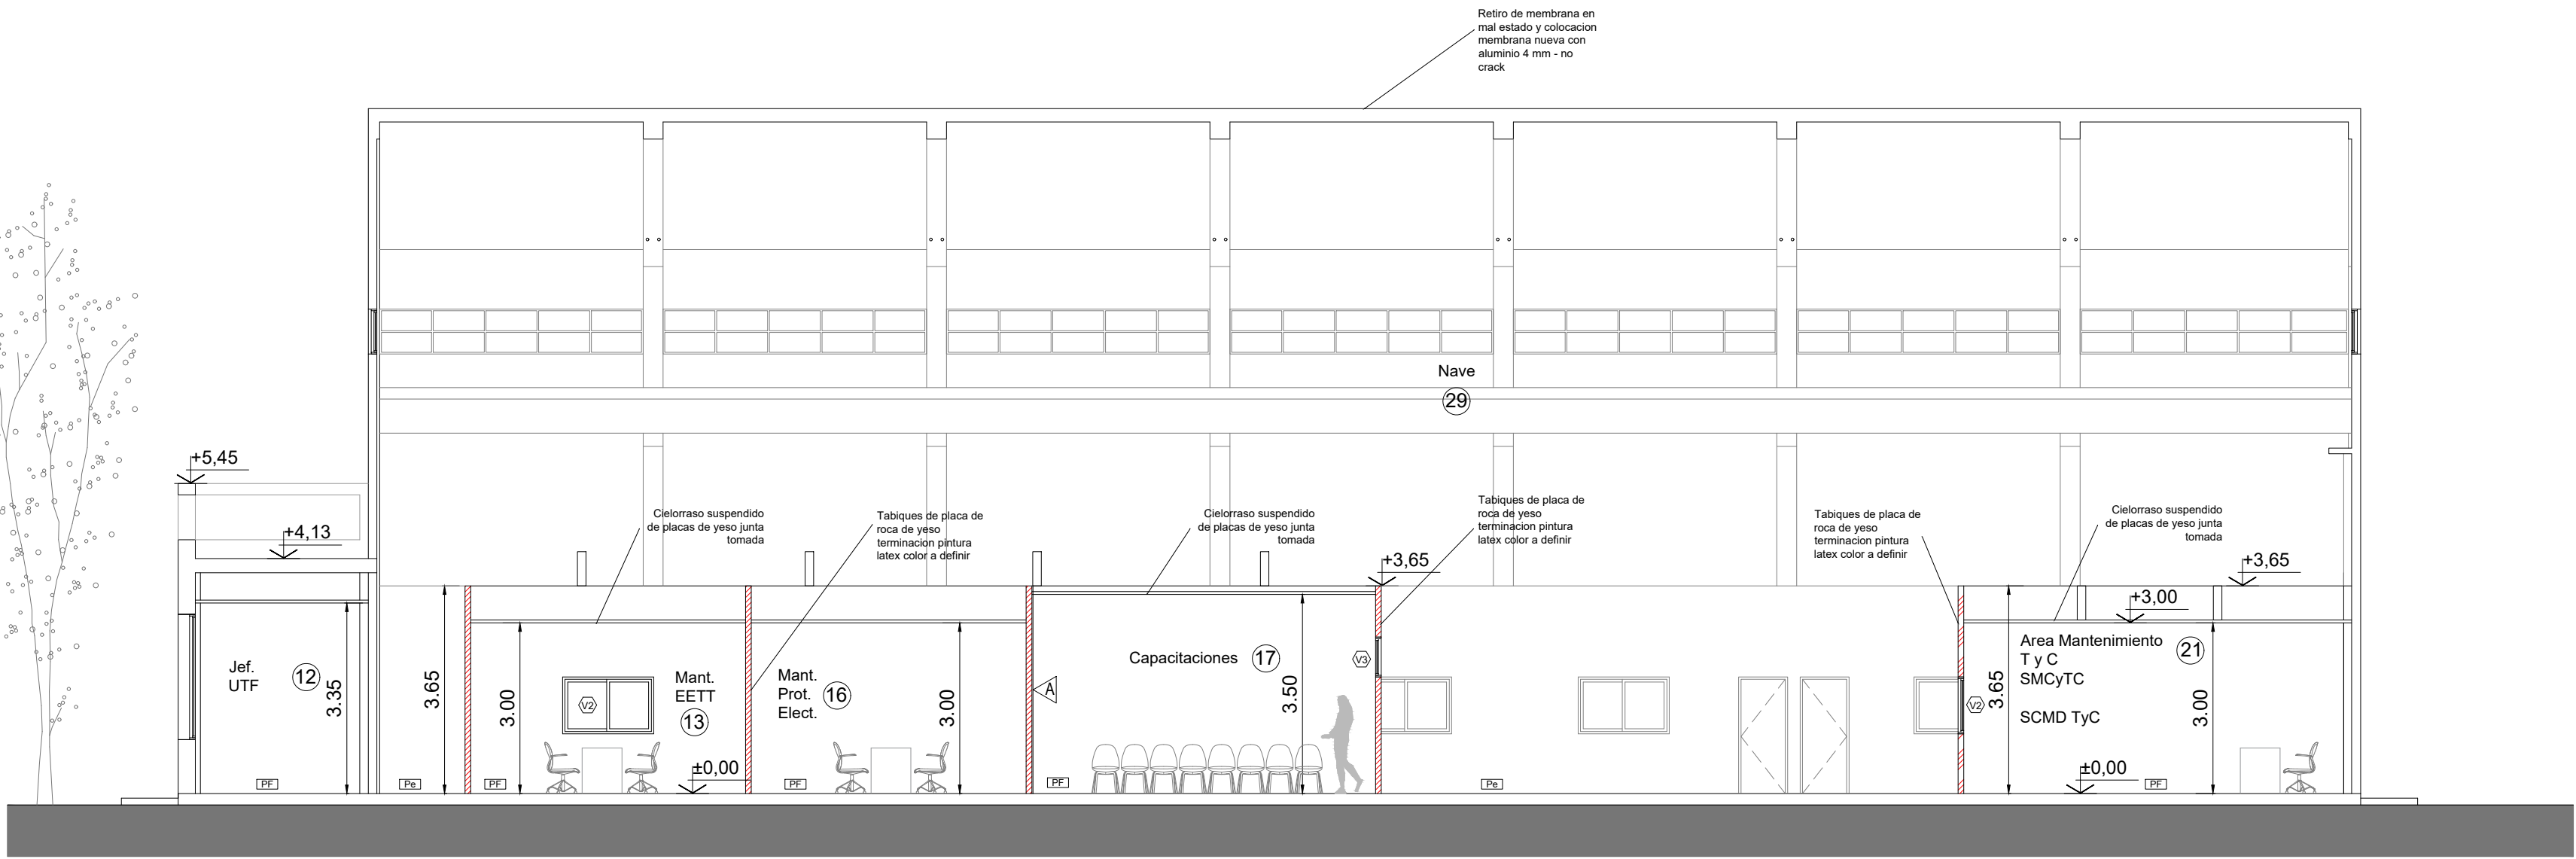 Retiro de membrana en
mal estado y colocacion
membrana nueva con
aluminio 4 mm - no
crack
Nave
29
+5,45
+4,13
Cielorraso suspendido
de placas de yeso junta
tomada
Tabiques de placa de
roca de yeso
terminacion pintura
latex color a definir
Cielorraso suspendido
de placas de yeso junta
tomada
Tabiques de placa de
roca de yeso
terminacion pintura
latex color a definir
Tabiques de placa de
roca de yeso
terminacion pintura
latex color a definir
Cielorraso suspendido
de placas de yeso junta
tomada
+3,65
+3,65
+3,00
Jef.
UTF
12
3.35
3.65
3.00
V2
Mant.
EETT
13
Mant.
Prot.
Elect.
16
3.00
A
Capacitaciones
17
3.50
V3
V2
3.65
Area Mantenimiento
T y C
SMCyTC
SCMD TyC
21
3.00
±0,00
±0,00
PF
Pe
PF
PF
PF
Pe
PF